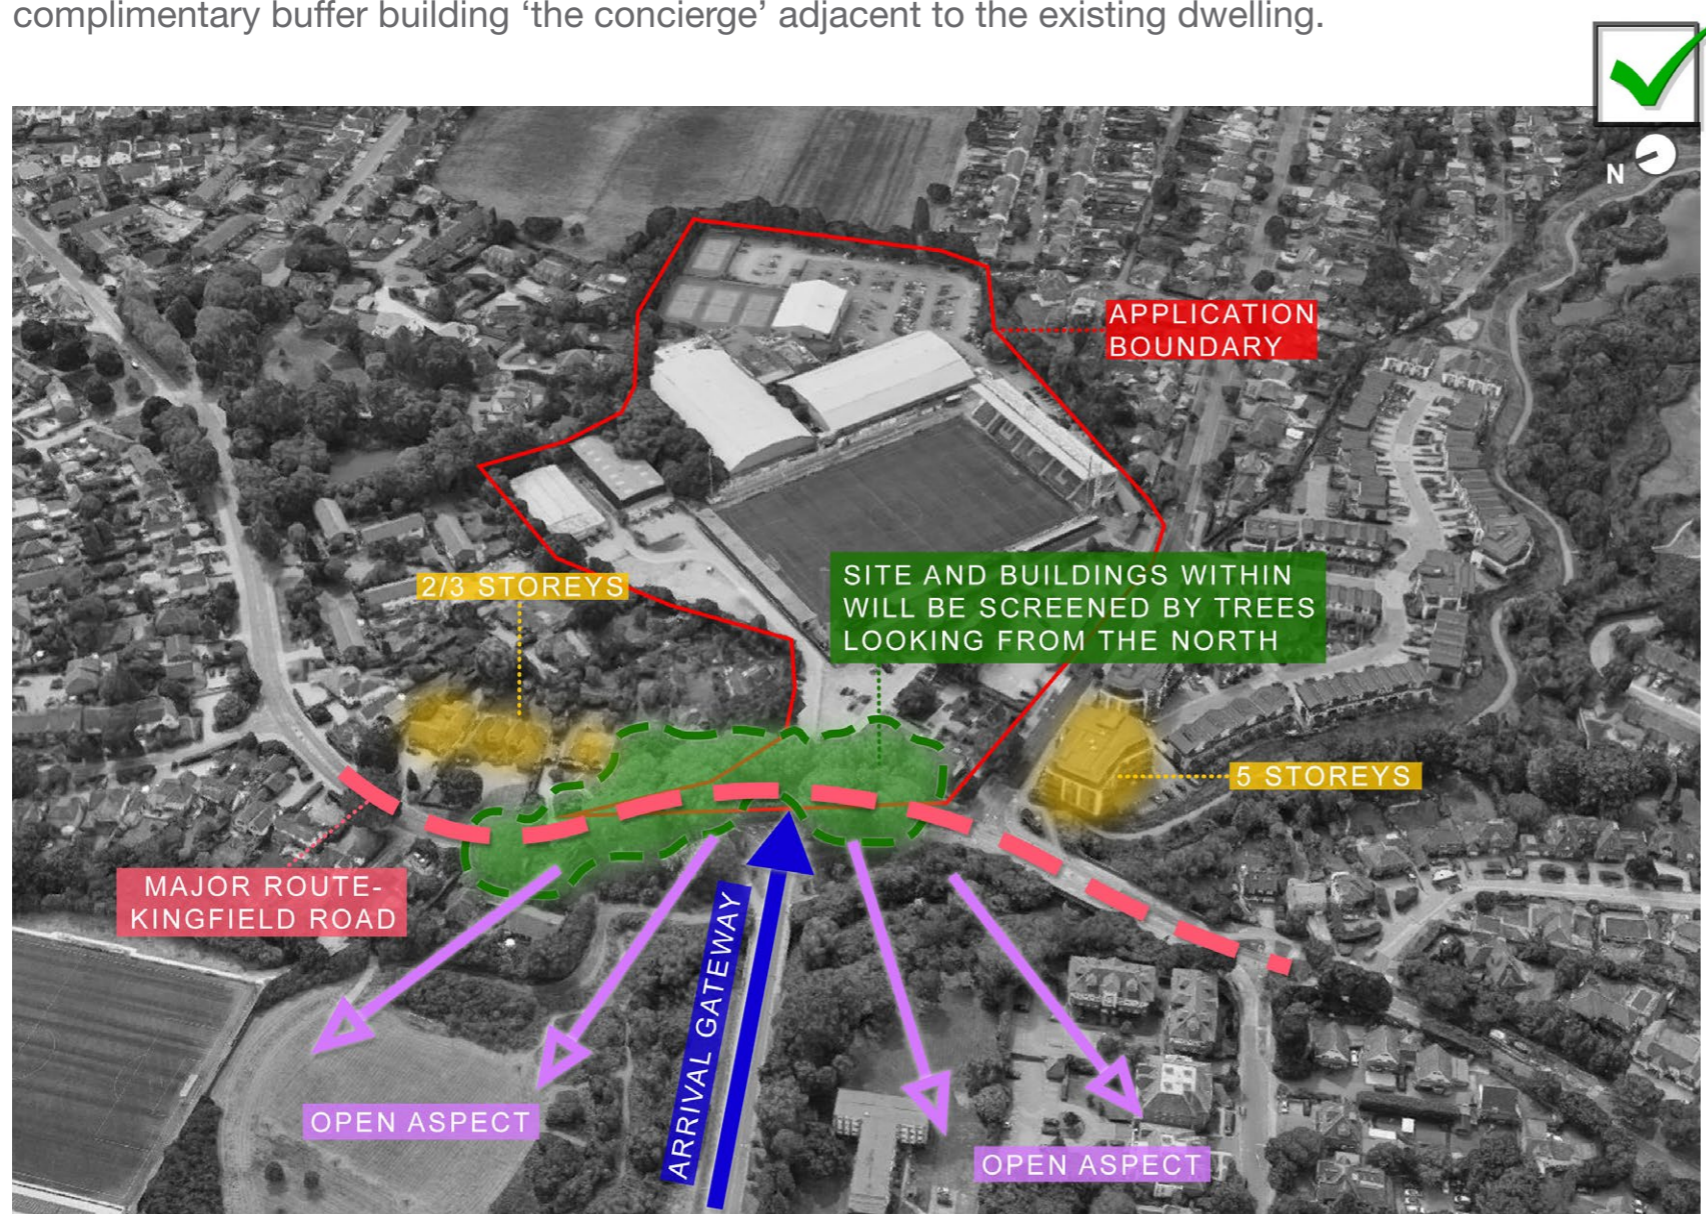 complimentary buffer building ‘the concierge’ adjacent to the existing dwelling.
N
APPLICATION
BOUNDARY
SITE AND BUILDINGS WITHIN
WILL BE SCREENED BY TREES
LOOKING FROM THE NORTH
2/3 STOREYS
5 STOREYS
MAJOR ROUTE-
KINGFIELD ROAD
ARRIVAL GATEWAY
OPEN ASPECT
OPEN ASPECT